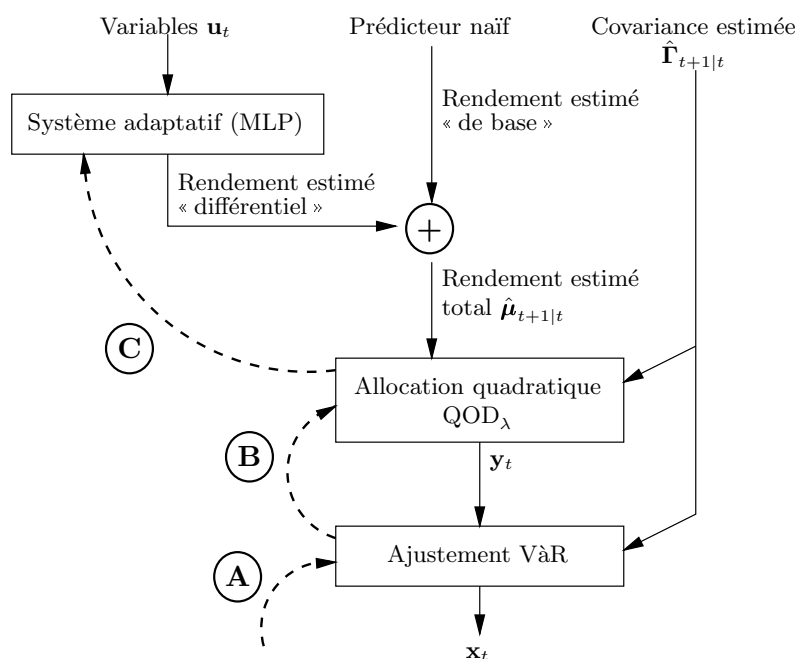 Variables u_t
Prédicteur naïf
Covariance estimée
Γ̂_{t+1|t}
Système adaptatif (MLP)
Rendement estimé
« de base »
Rendement estimé
« différentiel »
+
Rendement estimé
total μ̂_{t+1|t}
C
Allocation quadratique
QOD_λ
B
y_t
Ajustement VàR
A
x_t